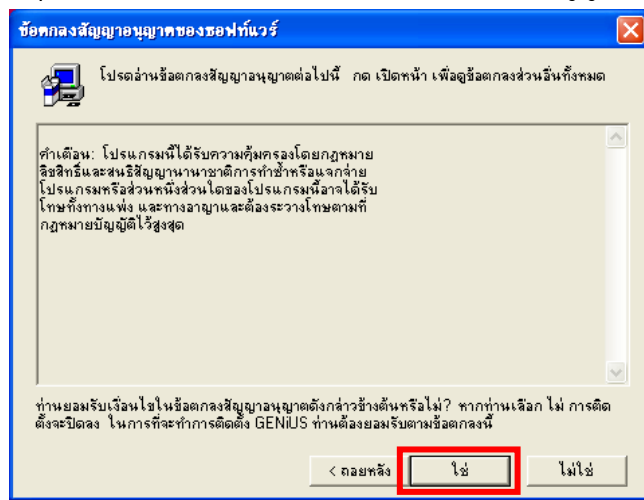 ข้อตกลงสัญญาอนุญาตของซอฟท์แวร์
โปรดอ่านข้อตกลงสัญญาอนุญาตต่อไปนี้ กด เปิดหน้า เพื่อดูข้อตกลงส่วนอื่นทั้งหมด
คำเตือน: โปรแกรมนี้ได้รับความคุ้มครองโดยกฎหมาย
ลิขสิทธิ์และสนธิสัญญานานาชาติการทำซ้ำหรือแจกจ่าย
โปรแกรมหรือส่วนหนึ่งส่วนใดของโปรแกรมนี้อาจได้รับ
โทษทั้งทางแพ่ง และทางอาญาและต้องระวางโทษตามที่
กฎหมายบัญญัติไว้สูงสุด
ท่านยอมรับเงื่อนไขในข้อตกลงสัญญาอนุญาตดังกล่าวข้างต้นหรือไม่? หากท่านเลือก ไม่ การติด
ตั้งจะปิดลง ในการที่จะทำการติดตั้ง GENiUS ท่านต้องยอมรับตามข้อตกลงนี้
< ถอยหลัง ใช่ ไม่ใช่